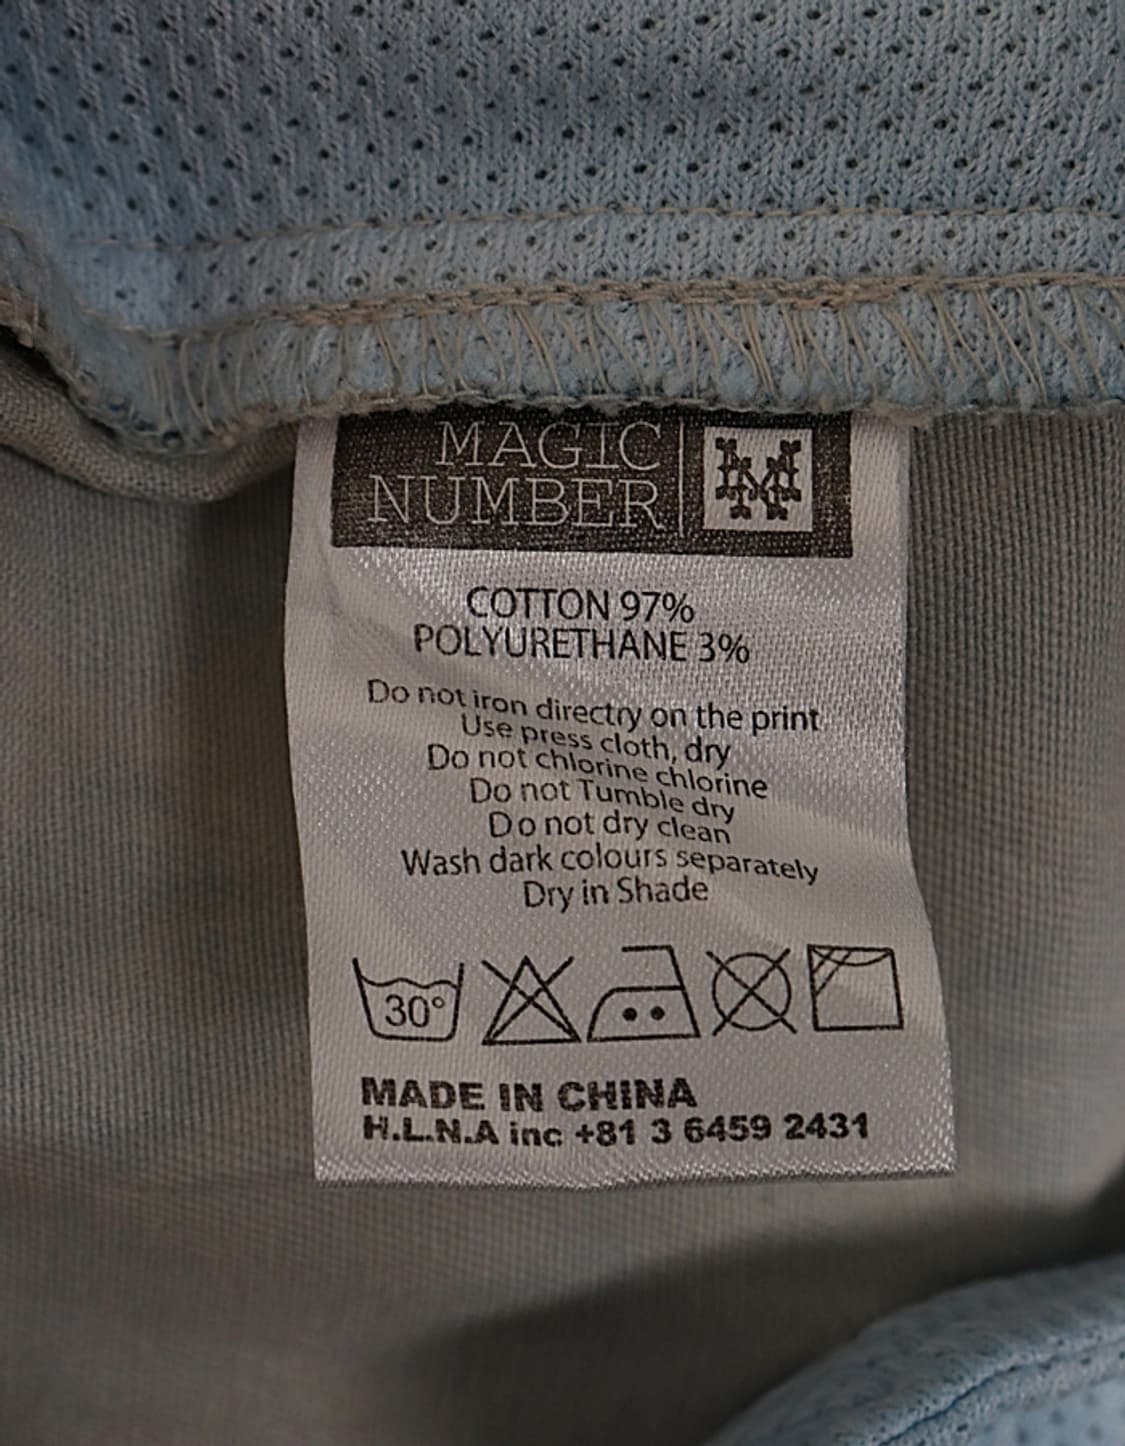 MAGIC
NUMBER
COTTON 97%
POLYURETHANE 3%
Do not iron directry on the print
Use press cloth, dry
Do not chlorine chlorine
Do not Tumble dry
Do not dry clean
Wash dark colours separately
Dry in Shade
30°
MADE IN CHINA
H.L.N.A inc +81 3 6459 2431